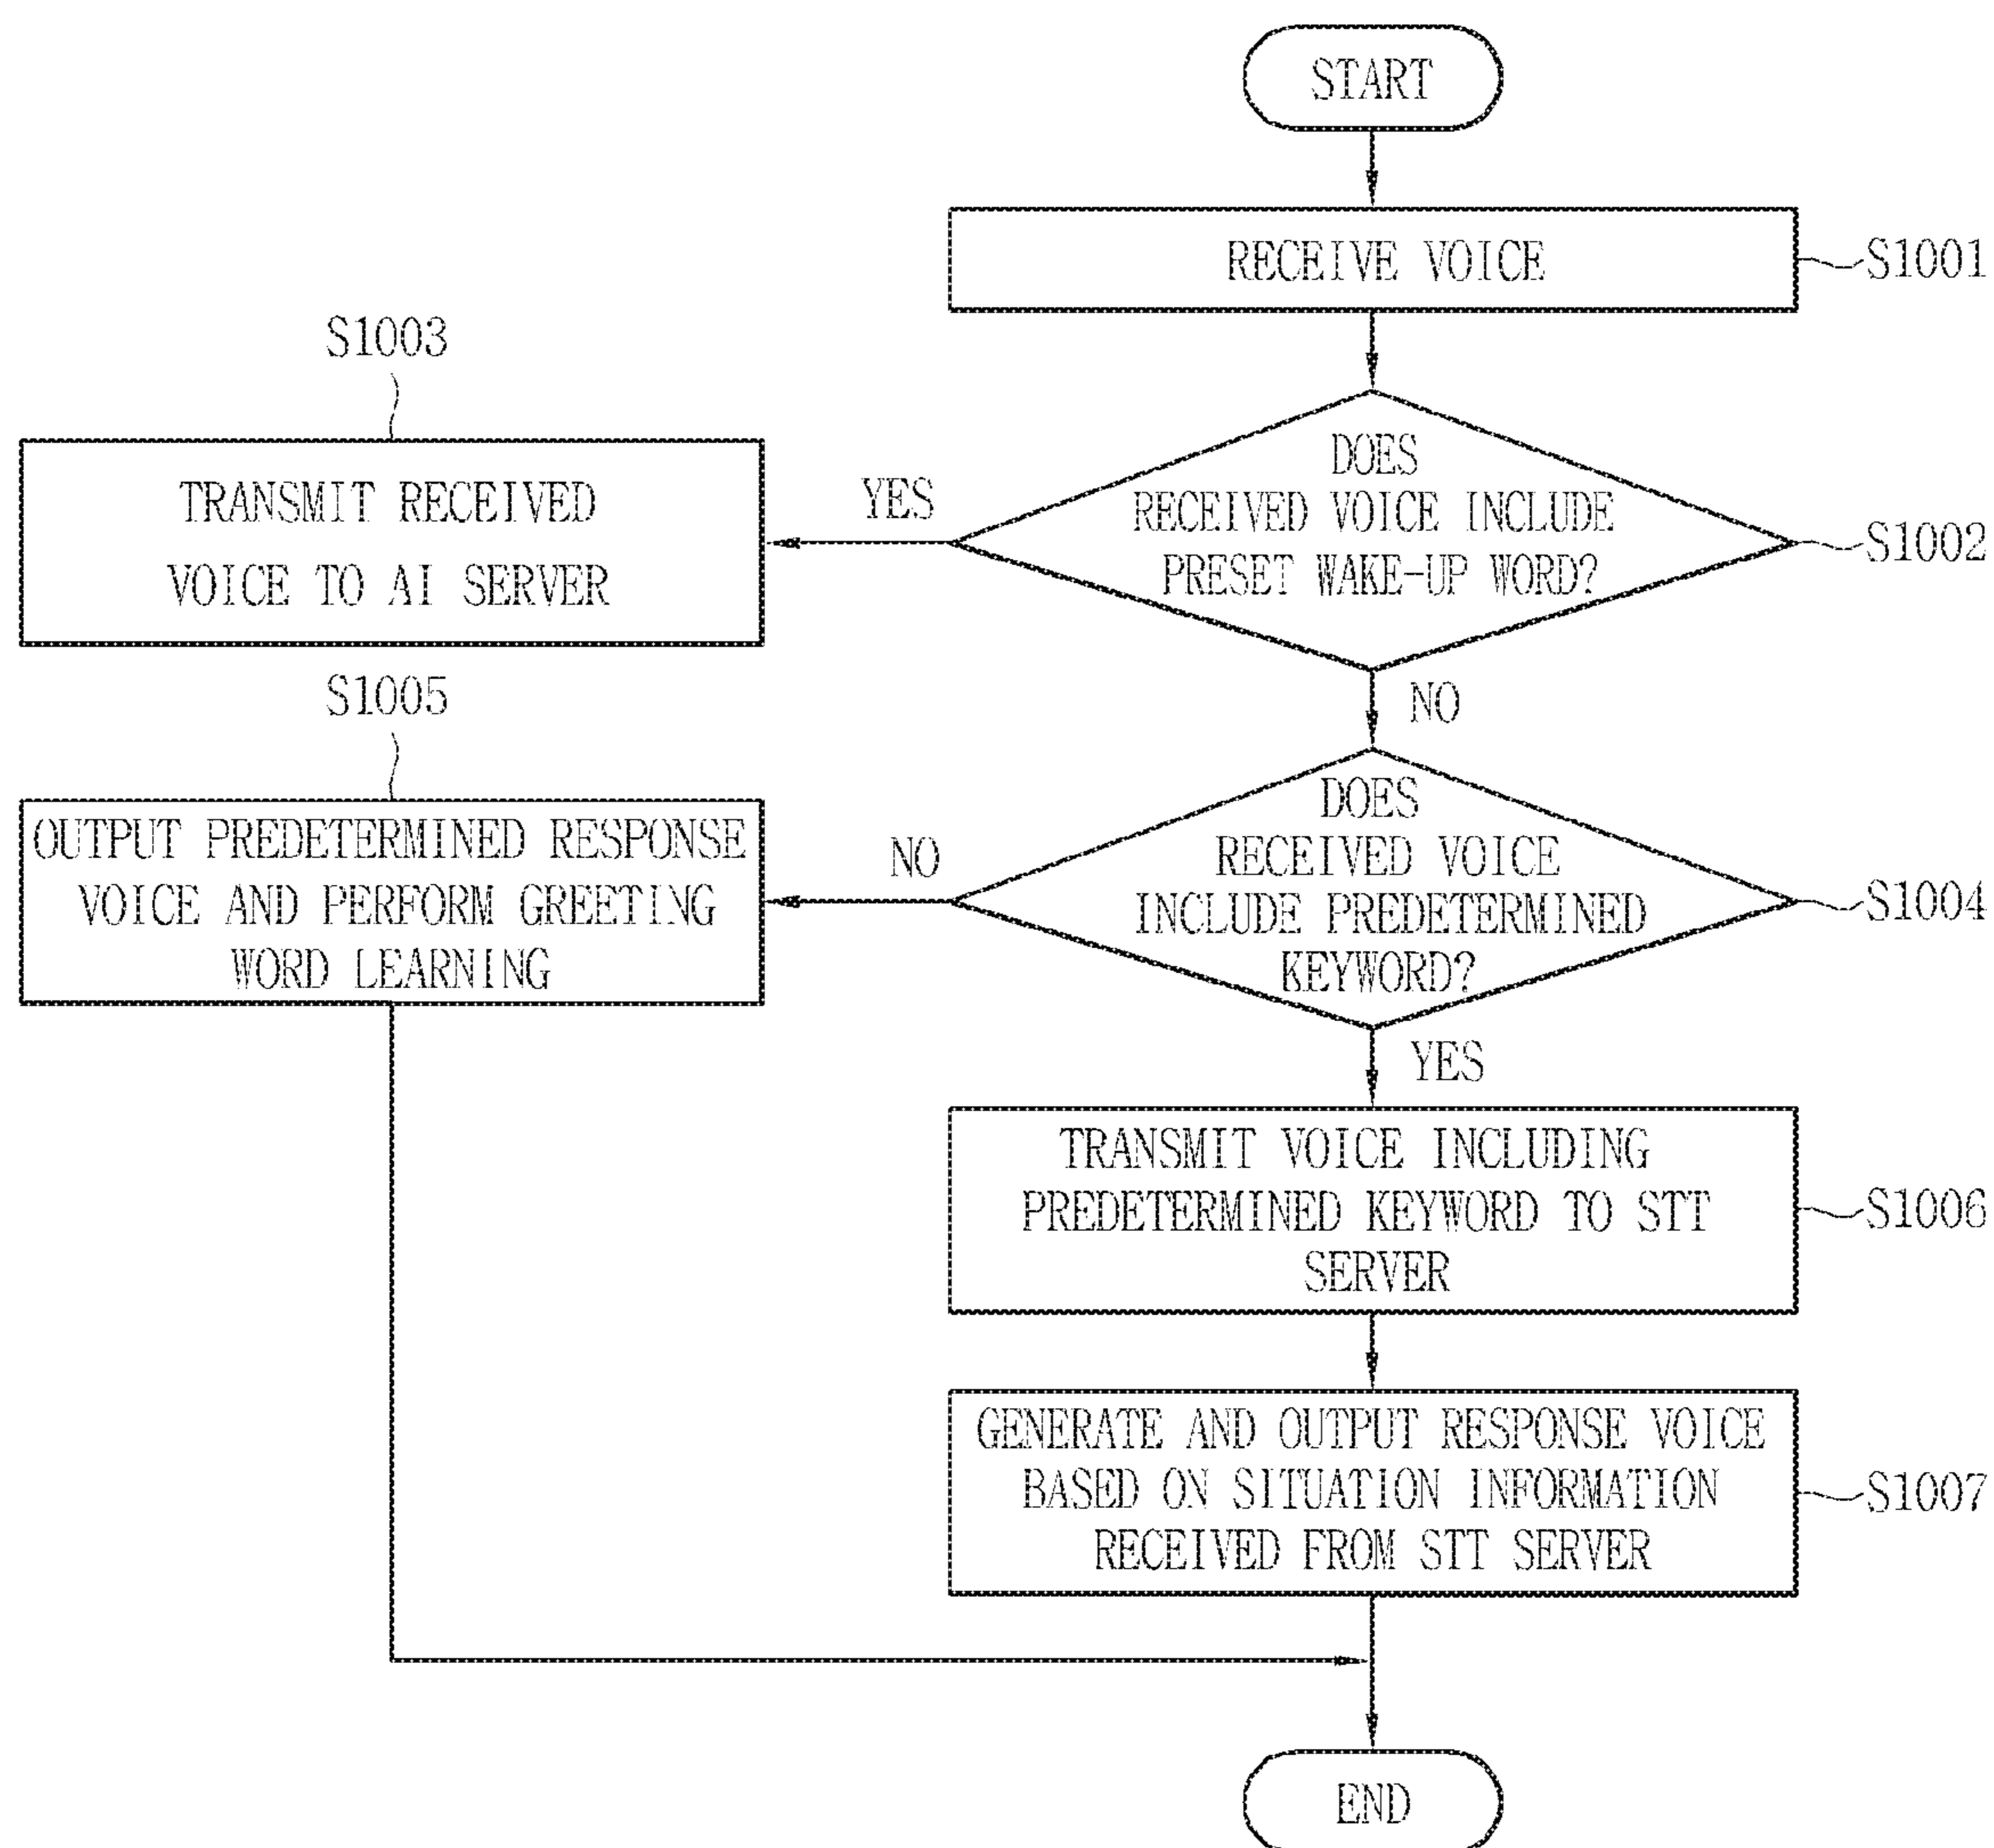 START
RECEIVE VOICE
S1001
S1003
DOES
RECEIVED VOICE INCLUDE
PRESET WAKE-UP WORD?
S1002
YES
TRANSMIT RECEIVED
VOICE TO AI SERVER
NO
S1005
DOES
RECEIVED VOICE
INCLUDE PREDETERMINED
KEYWORD?
S1004
NO
OUTPUT PREDETERMINED RESPONSE
VOICE AND PERFORM GREETING
WORD LEARNING
YES
TRANSMIT VOICE INCLUDING
PREDETERMINED KEYWORD TO STT
SERVER
S1006
GENERATE AND OUTPUT RESPONSE VOICE
BASED ON SITUATION INFORMATION
RECEIVED FROM STT SERVER
S1007
END